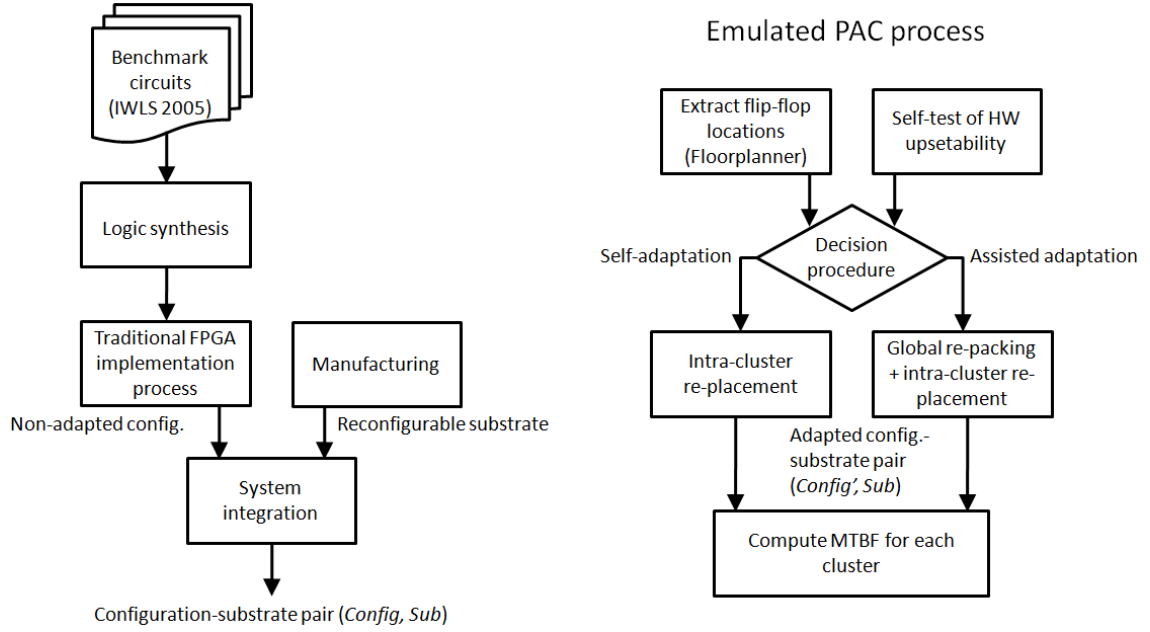 Benchmark
circuits
(IWLS 2005)
Logic synthesis
Traditional FPGA
implementation
process
Manufacturing
Non-adapted config.
Reconfigurable substrate
System
integration
Configuration-substrate pair (Config, Sub)
Emulated PAC process
Extract flip-flop
locations
(Floorplanner)
Self-test of HW
upsetability
Decision
procedure
Self-adaptation
Assisted adaptation
Intra-cluster
re-placement
Global re-packing
+ intra-cluster re-
placement
Adapted config.-
substrate pair
(Config’, Sub)
Compute MTBF for each
cluster